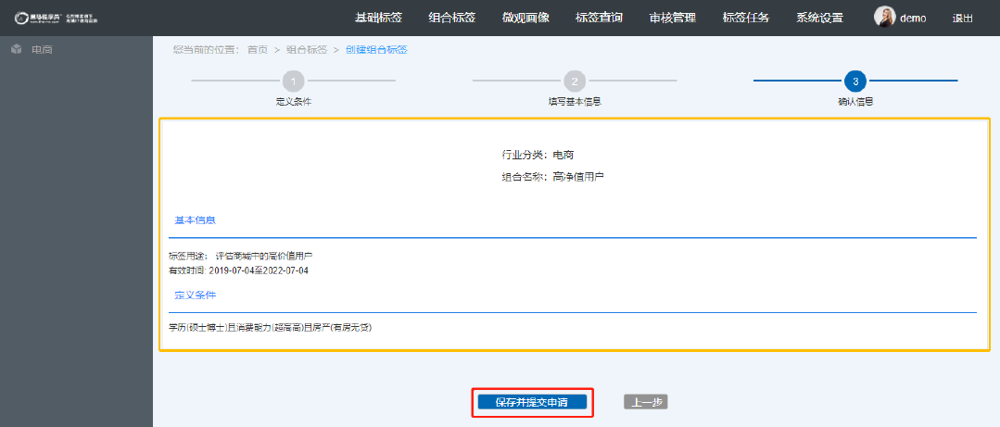 黑马程序员
基础标签 组合标签 微观画像 标签查询 审核管理 标签任务 系统设置 demo 退出
电商
您当前的位置： 首页 > 组合标签 > 创建组合标签
1 2 3
定义条件 填写基本信息 确认信息
行业分类：电商
组合名称：高净值用户
基本信息
标签用途： 评估商城中的高价值用户
有效时间: 2019-07-04至2022-07-04
定义条件
学历(硕士博士)且消费能力(超高高)且房产(有房无贷)
保存并提交申请 上一步